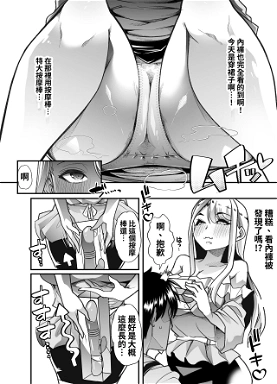 內褲也完全看的到！
今天是穿裙子啊…！
在那裡用按摩棒…
特大按摩棒…
啊
糟糕、看內褲被
發現了嗎!?
啊、抱歉
比這個按摩
棒還…
最好是大概
這麼長的…